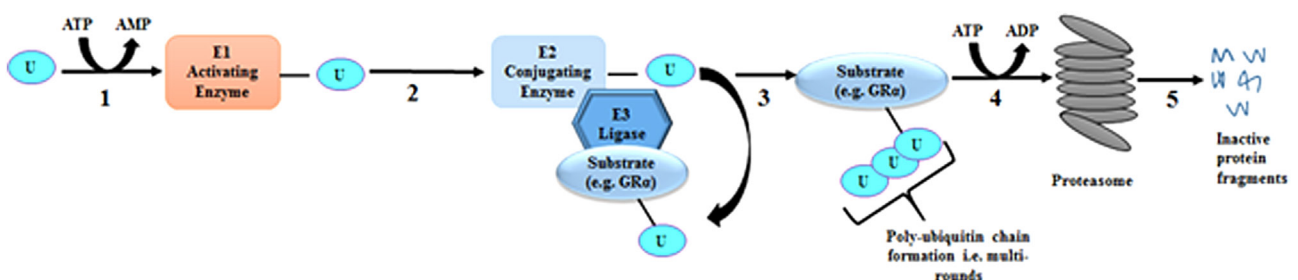 ATP AMP
U
1
E1
Activating
Enzyme
U
2
E2
Conjugating
Enzyme
U
E3
Ligase
Substrate
(e.g. GRα)
U
3
Substrate
(e.g. GRα)
U
U
U
Poly-ubiquitin chain
formation i.e. multi-
rounds
ATP ADP
4
Proteasome
5
Inactive
protein
fragments